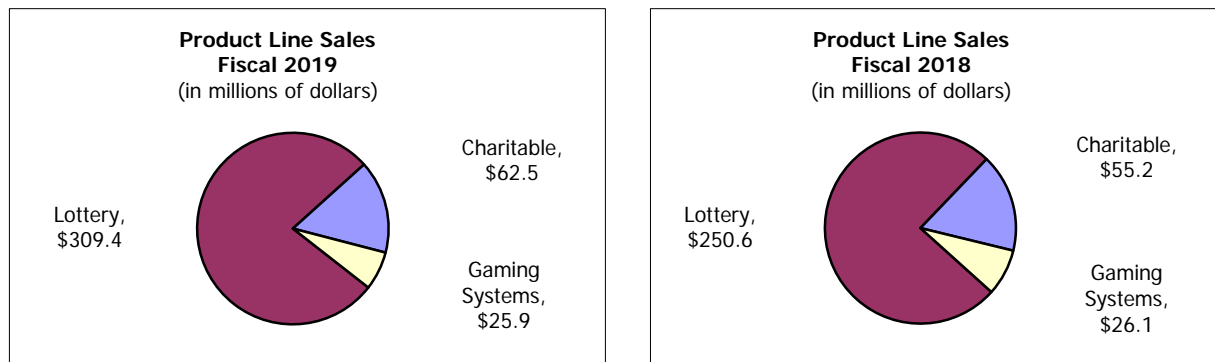 Product Line Sales
Fiscal 2019
(in millions of dollars)
Charitable,
$62.5
Lottery,
$309.4
Gaming
Systems,
$25.9
Product Line Sales
Fiscal 2018
(in millions of dollars)
Charitable,
$55.2
Lottery,
$250.6
Gaming
Systems,
$26.1